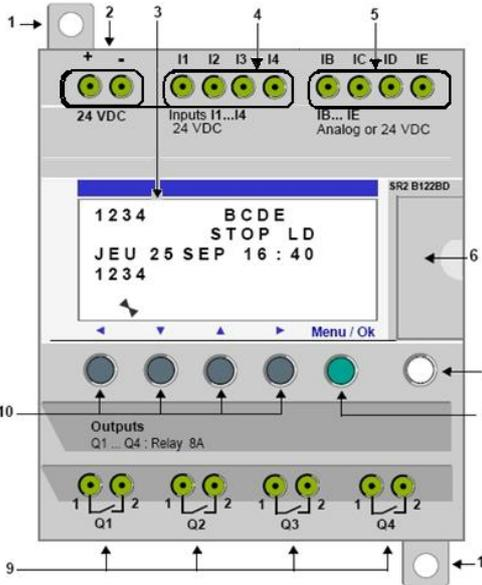 2 3 4 5
1
+ - I1 I2 I3 I4 IB IC ID IE
24 VDC Inputs I1...I4 IB... IE
24 VDC Analog or 24 VDC
SR2 B122BD
1234 BCDE
STOP LD
JEU 25 SEP 16 : 40
1234
6
Menu / Ok
10
Outputs
Q1 ... Q4 : Relay 8A
1 2 1 2 1 2 1 2
Q1 Q2 Q3 Q4
9
1